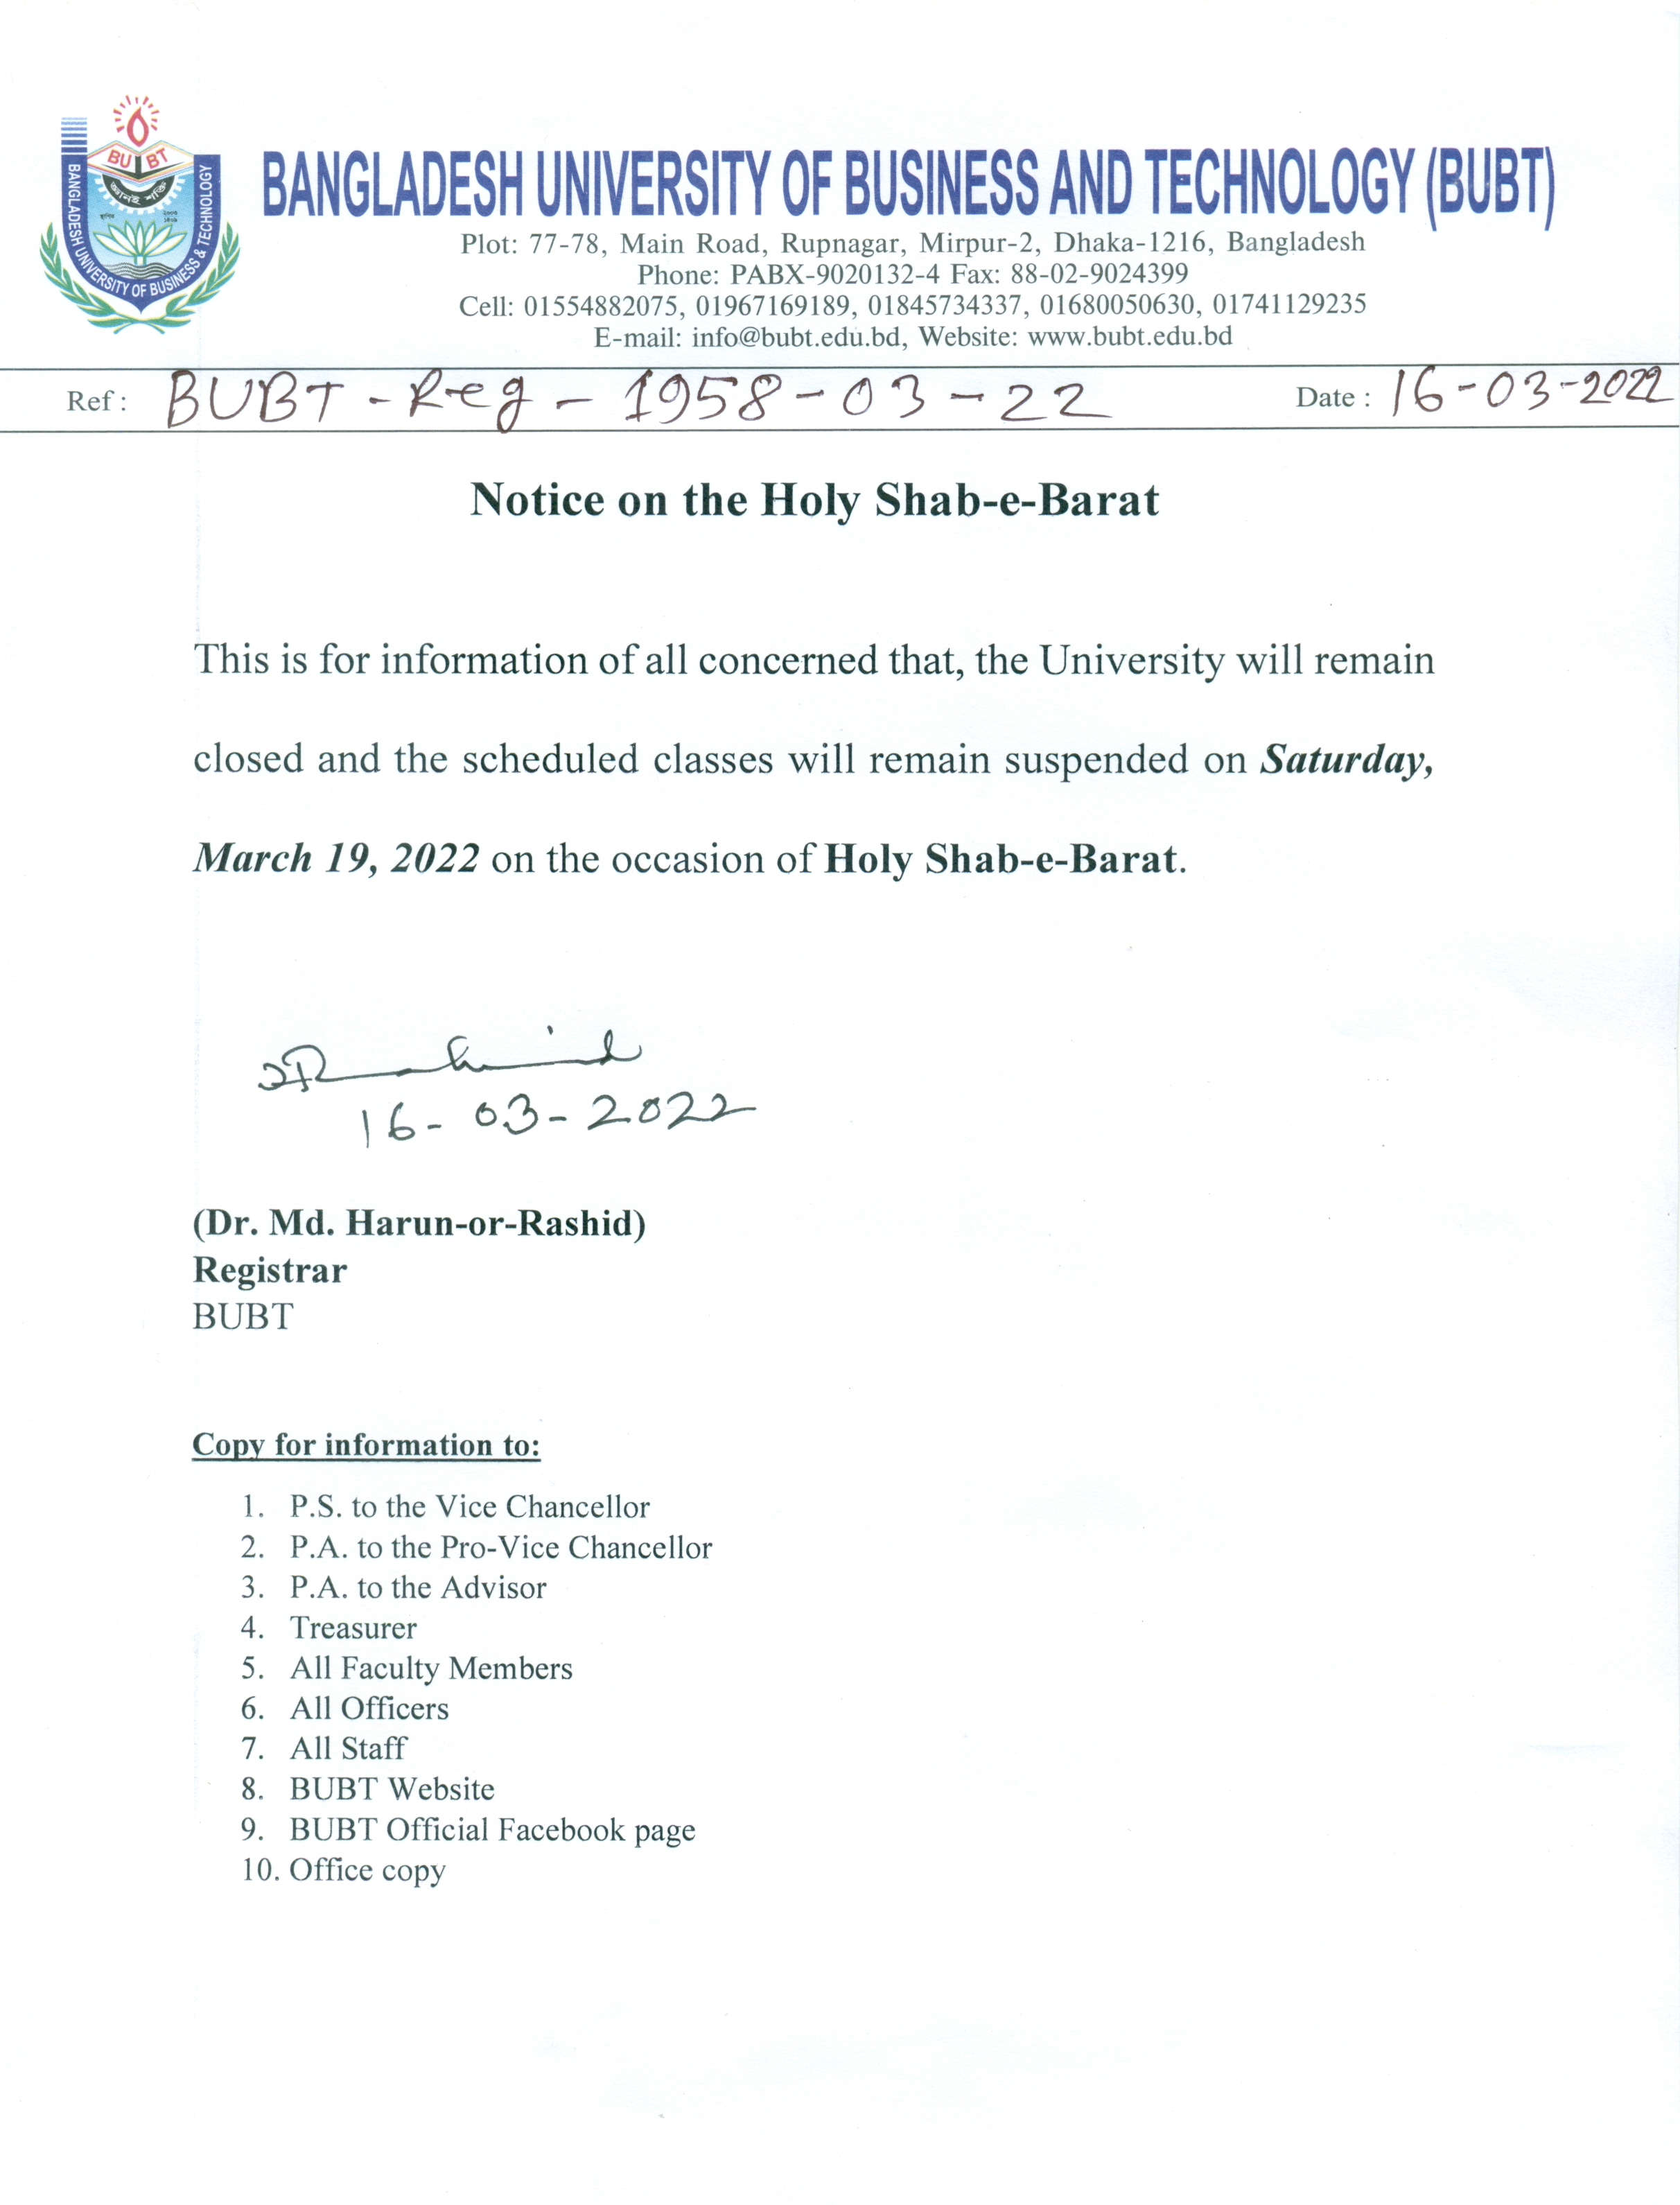 BU BT
জ্ঞানই শক্তি
BANGLADESH UNIVERSITY OF BUSINESS & TECHNOLOGY
BANGLADESH UNIVERSITY OF BUSINESS AND TECHNOLOGY (BUBT)
Plot: 77-78, Main Road, Rupnagar, Mirpur-2, Dhaka-1216, Bangladesh
Phone: PABX-9020132-4 Fax: 88-02-9024399
Cell: 01554882075, 01967169189, 01845734337, 01680050630, 01741129235
E-mail: info@bubt.edu.bd, Website: www.bubt.edu.bd
Ref : BUBT - Reg - 1958-03-22 Date : 16-03-2022
Notice on the Holy Shab-e-Barat
This is for information of all concerned that, the University will remain
closed and the scheduled classes will remain suspended on Saturday,
March 19, 2022 on the occasion of Holy Shab-e-Barat.
16-03-2022
(Dr. Md. Harun-or-Rashid)
Registrar
BUBT
Copy for information to:
1. P.S. to the Vice Chancellor
2. P.A. to the Pro-Vice Chancellor
3. P.A. to the Advisor
4. Treasurer
5. All Faculty Members
6. All Officers
7. All Staff
8. BUBT Website
9. BUBT Official Facebook page
10. Office copy